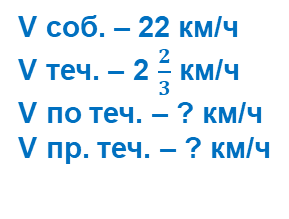 V соб. – 22 км/ч
V теч. – 2 2/3 км/ч
V по теч. – ? км/ч
V пр. теч. – ? км/ч